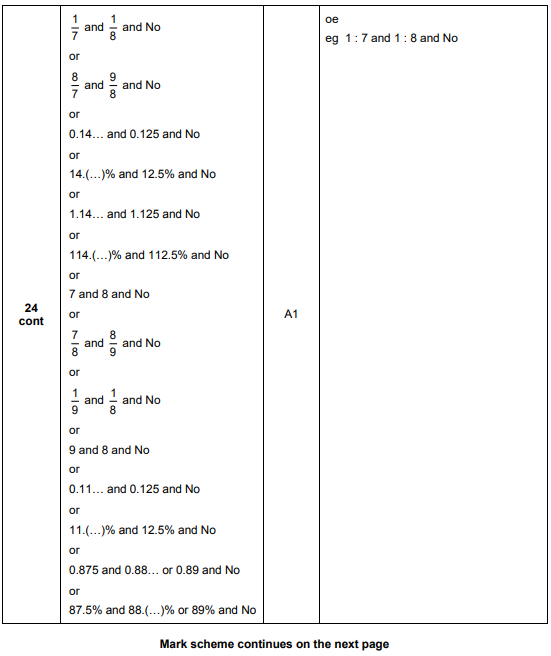 24
cont
1/7 and 1/8 and No
or
8/7 and 9/8 and No
or
0.14… and 0.125 and No
or
14.(…)% and 12.5% and No
or
1.14… and 1.125 and No
or
114.(…)% and 112.5% and No
or
7 and 8 and No
or
7/8 and 8/9 and No
or
1/9 and 1/8 and No
or
9 and 8 and No
or
0.11… and 0.125 and No
or
11.(…)% and 12.5% and No
or
0.875 and 0.88… or 0.89 and No
or
87.5% and 88.(…)% or 89% and No
A1
oe
eg 1 : 7 and 1 : 8 and No
Mark scheme continues on the next page